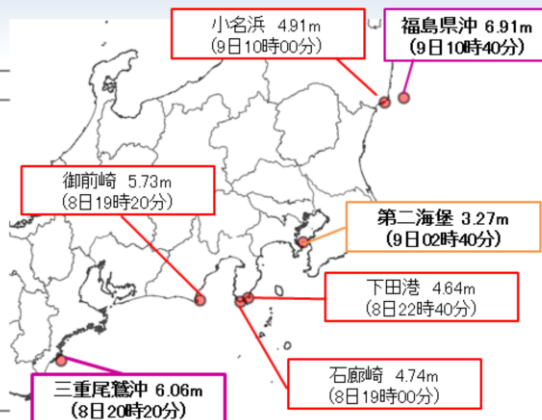 小名浜 4.91m
(9日10時00分)
福島県沖 6.91m
(9日10時40分)
御前崎 5.73m
(8日19時20分)
第二海堡 3.27m
(9日02時40分)
下田港 4.64m
(8日22時40分)
石廊崎 4.74m
(8日19時00分)
三重尾鷲沖 6.06m
(8日20時20分)